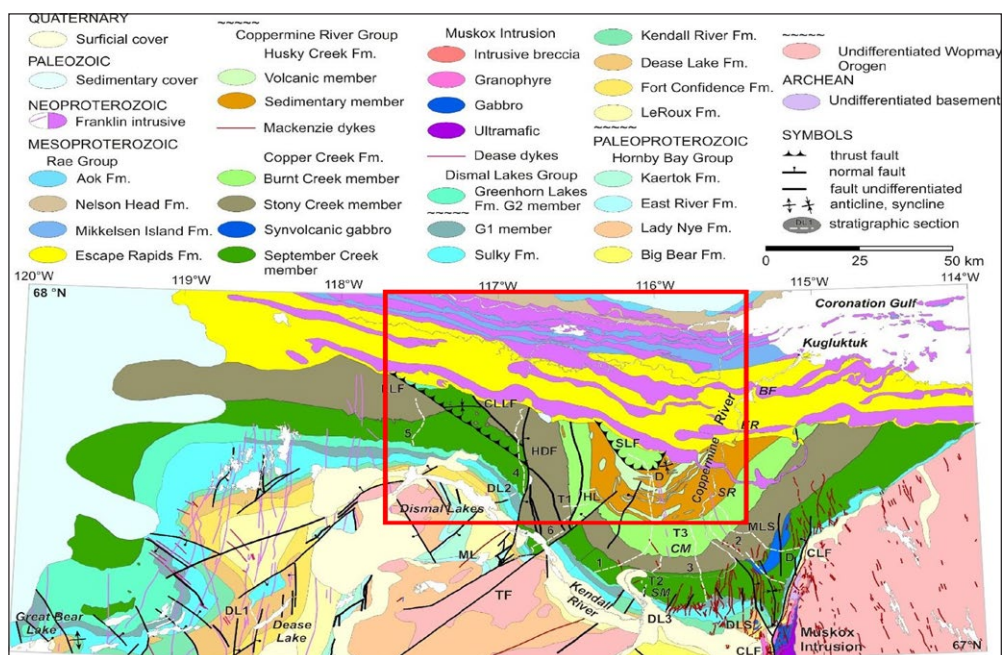 QUATERNARY
Surficial cover
PALEOZOIC
Sedimentary cover
NEOPROTEROZOIC
Franklin intrusive
MESOPROTEROZOIC
Rae Group
Aok Fm.
Nelson Head Fm.
Mikkelsen Island Fm.
Escape Rapids Fm.
Coppermine River Group
Husky Creek Fm.
Volcanic member
Sedimentary member
Mackenzie dykes
Copper Creek Fm.
Burnt Creek member
Stony Creek member
Synvolcanic gabbro
September Creek
member
Muskox Intrusion
Intrusive breccia
Granophyre
Gabbro
Ultramafic
Dease dykes
Dismal Lakes Group
Greenhorn Lakes
Fm. G2 member
G1 member
Sulky Fm.
Kendall River Fm.
Dease Lake Fm.
Fort Confidence Fm.
LeRoux Fm.
PALEOPROTEROZOIC
Hornby Bay Group
Kaertok Fm.
East River Fm.
Lady Nye Fm.
Big Bear Fm.
Undifferentiated Wopmay
Orogen
ARCHEAN
Undifferentiated basement
SYMBOLS
thrust fault
normal fault
fault undifferentiated
anticline, syncline
stratigraphic section
0 25 50 km
120°W 119°W 118°W 117°W 116°W 115°W 114°W
68 °N
Coronation Gulf
Kugluktuk
BF
CLLF
River
5
SLF
HDF
D
Coppermine
4
DL2
T1
HL
SR
Dismal Lakes
6
T3
CM
2
MLS
ML
1
3
D
CLF
T2
SM
TF
Kendall
River
Great Bear
Lake
DL1
Dease
Lake
DL3
DLS
Muskox
Intrusion
CLF
67°N